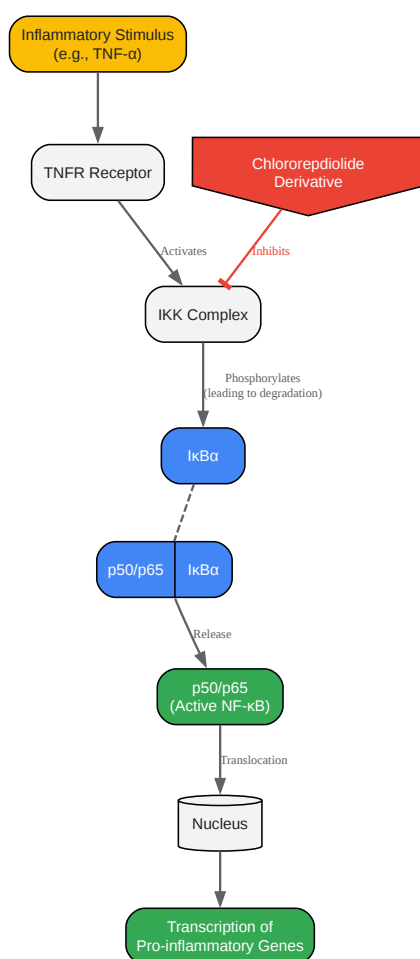 Inflammatory Stimulus
(e.g., TNF-α)
TNFR Receptor
Chlororepdiolide
Derivative
Activates
Inhibits
IKK Complex
Phosphorylates
(leading to degradation)
IκBα
p50/p65
IκBα
Release
p50/p65
(Active NF-κB)
Translocation
Nucleus
Transcription of
Pro-inflammatory Genes